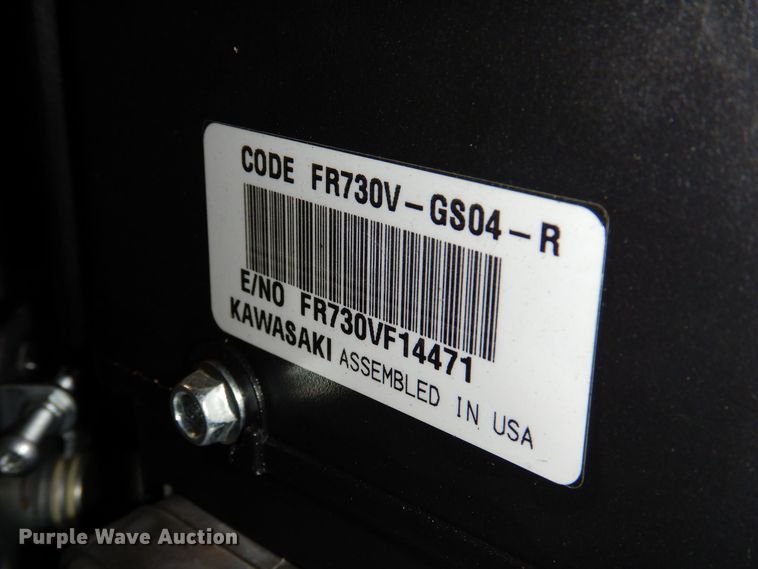 CODE FR730V-GS04-R
E/NO FR730VF14471
KAWASAKI ASSEMBLED IN USA
Purple Wave Auction